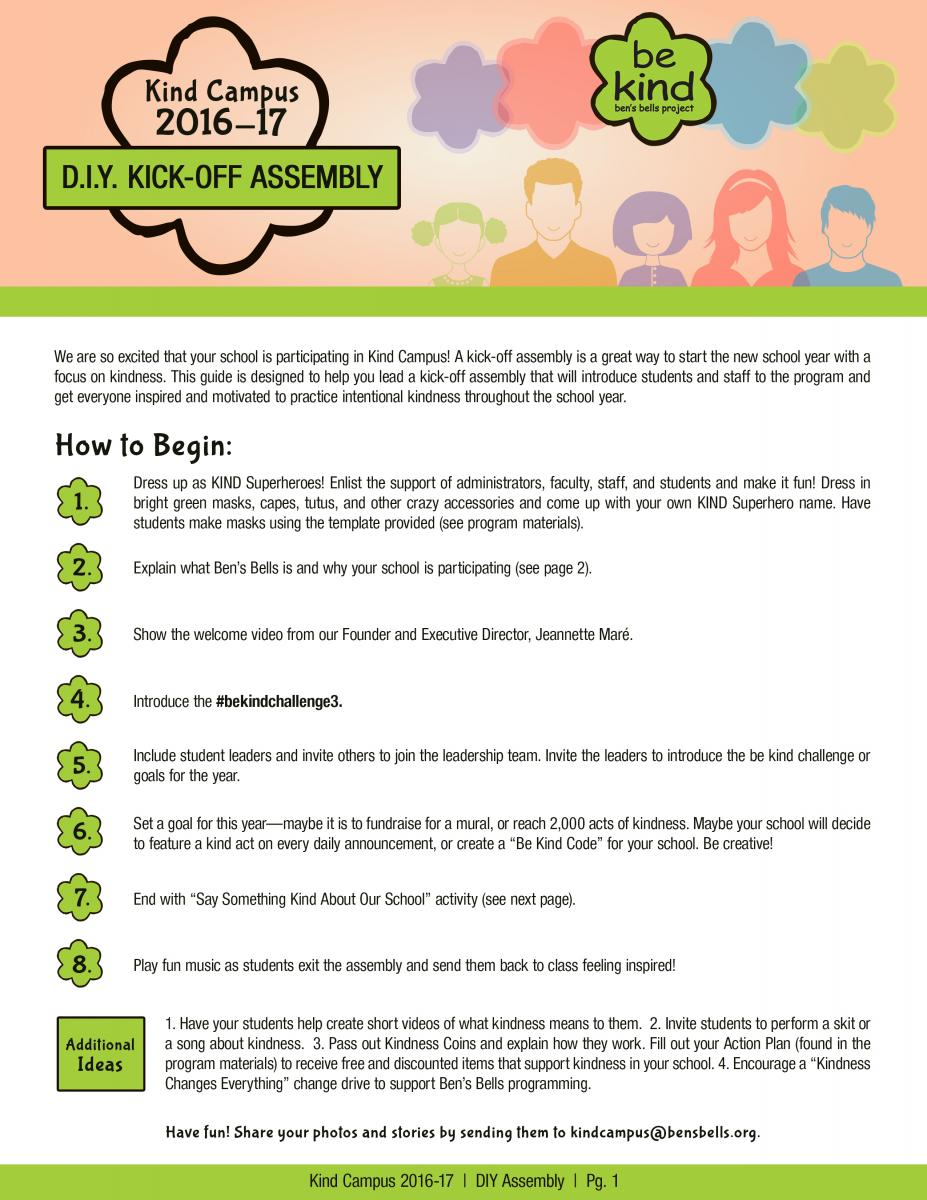 Kind Campus
2016–17
D.I.Y. KICK-OFF ASSEMBLY
be
kind
ben's bells project
We are so excited that your school is participating in Kind Campus! A kick-off assembly is a great way to start the new school year with a
focus on kindness. This guide is designed to help you lead a kick-off assembly that will introduce students and staff to the program and
get everyone inspired and motivated to practice intentional kindness throughout the school year.
How to Begin:
1. Dress up as KIND Superheroes! Enlist the support of administrators, faculty, staff, and students and make it fun! Dress in
bright green masks, capes, tutus, and other crazy accessories and come up with your own KIND Superhero name. Have
students make masks using the template provided (see program materials).
2. Explain what Ben's Bells is and why your school is participating (see page 2).
3. Show the welcome video from our Founder and Executive Director, Jeannette Maré.
4. Introduce the #bekindchallenge3.
5. Include student leaders and invite others to join the leadership team. Invite the leaders to introduce the be kind challenge or
goals for the year.
6. Set a goal for this year—maybe it is to fundraise for a mural, or reach 2,000 acts of kindness. Maybe your school will decide
to feature a kind act on every daily announcement, or create a “Be Kind Code” for your school. Be creative!
7. End with “Say Something Kind About Our School” activity (see next page).
8. Play fun music as students exit the assembly and send them back to class feeling inspired!
Additional
Ideas
1. Have your students help create short videos of what kindness means to them. 2. Invite students to perform a skit or
a song about kindness. 3. Pass out Kindness Coins and explain how they work. Fill out your Action Plan (found in the
program materials) to receive free and discounted items that support kindness in your school. 4. Encourage a “Kindness
Changes Everything” change drive to support Ben's Bells programming.
Have fun! Share your photos and stories by sending them to kindcampus@bensbells.org.
Kind Campus 2016-17 | DIY Assembly | Pg. 1